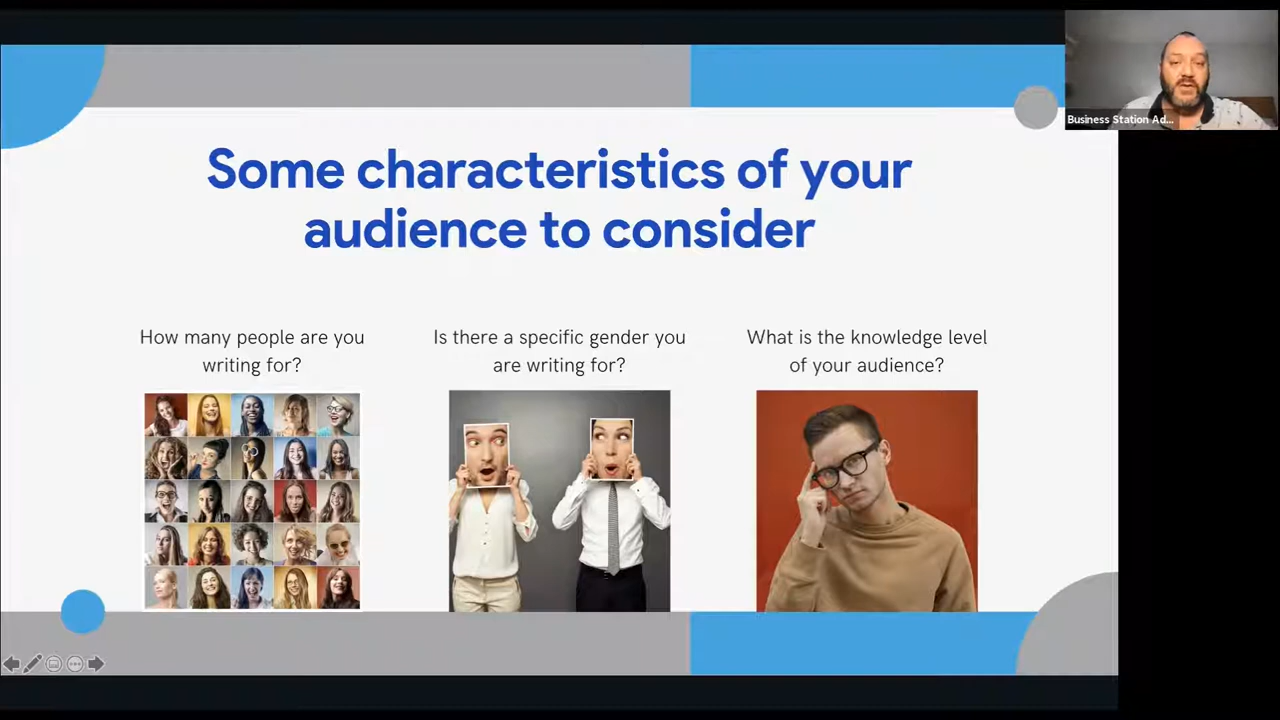 Some characteristics of your
audience to consider
How many people are you
writing for?
Is there a specific gender you
are writing for?
What is the knowledge level
of your audience?
Business Station Ad...